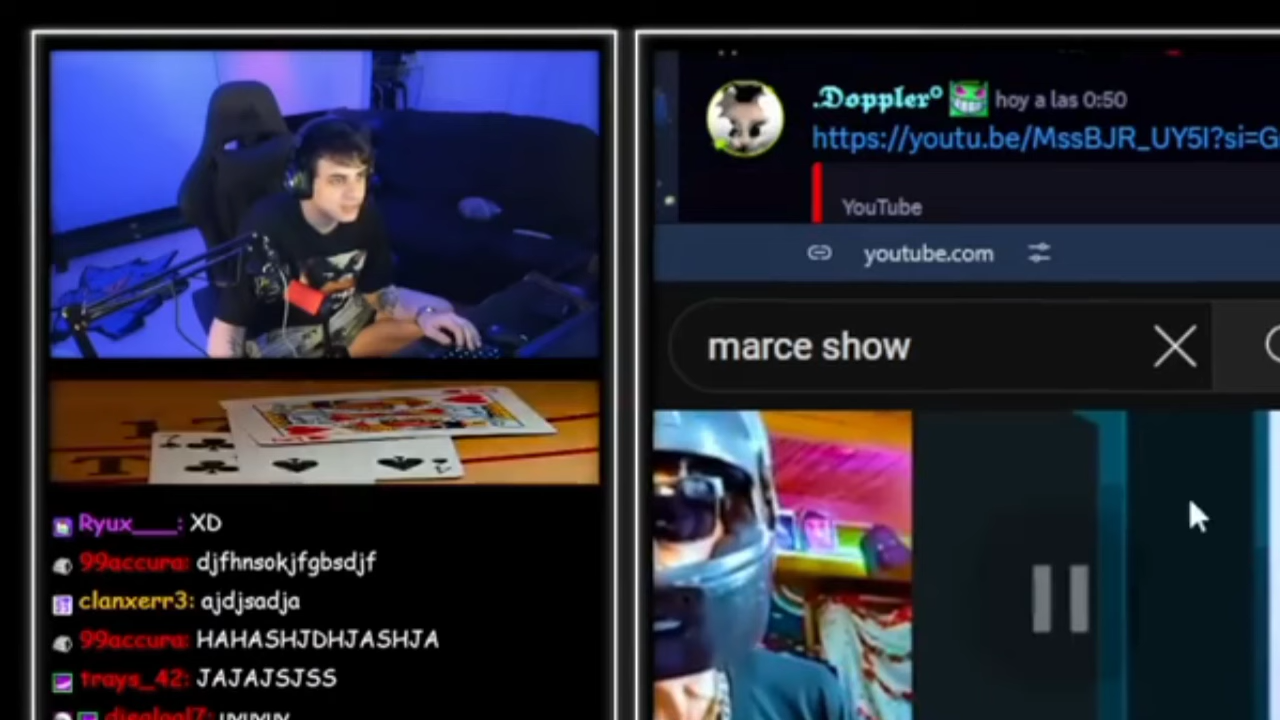 .Doppler° hoy a las 0:50
https://youtu.be/MssBJR_UY5I?si=G
YouTube
youtube.com
marce show
Ryux___: XD
99accura: djfhnsokjfgbsdjf
clanxerr3: ajdjsadja
99accura: HAHASHJDHJASHJA
trays_42: JAJAJSJSS